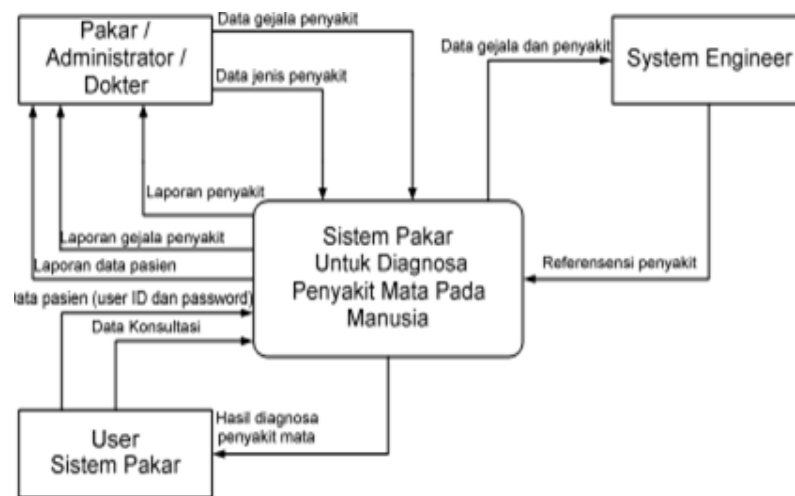 Pakar /
Administrator /
Dokter
Data gejala penyakit
Data jenis penyakit
Data gejala dan penyakit
System Engineer
Laporan penyakit
Laporan gejala penyakit
Laporan data pasien
Sistem Pakar
Untuk Diagnosa
Penyakit Mata Pada
Manusia
Referensensi penyakit
ata pasien (user ID dan password)
Data Konsultasi
User
Sistem Pakar
Hasil diagnosa
penyakit mata